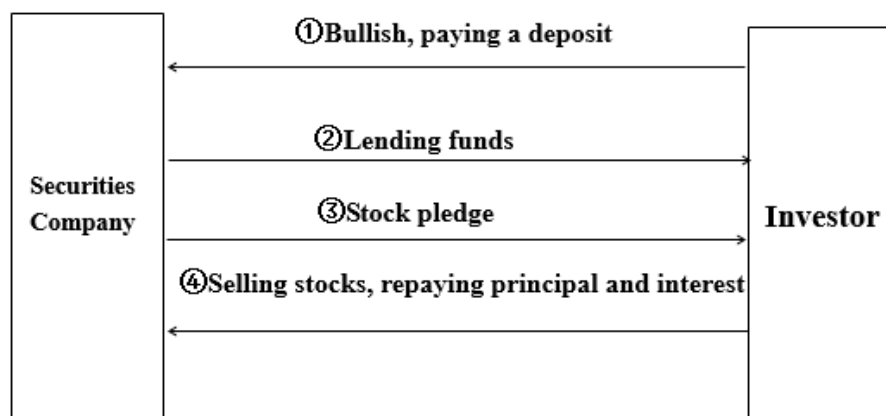 ①Bullish, paying a deposit
②Lending funds
Securities
Company
③Stock pledge
Investor
④Selling stocks, repaying principal and interest